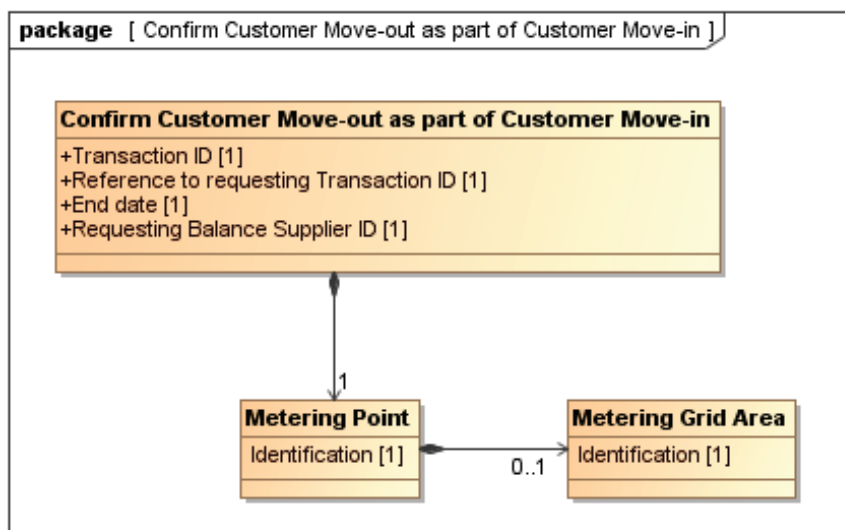 package [ Confirm Customer Move-out as part of Customer Move-in ]
Confirm Customer Move-out as part of Customer Move-in
+Transaction ID [1]
+Reference to requesting Transaction ID [1]
+End date [1]
+Requesting Balance Supplier ID [1]
1
Metering Point
Identification [1]
0..1
Metering Grid Area
Identification [1]